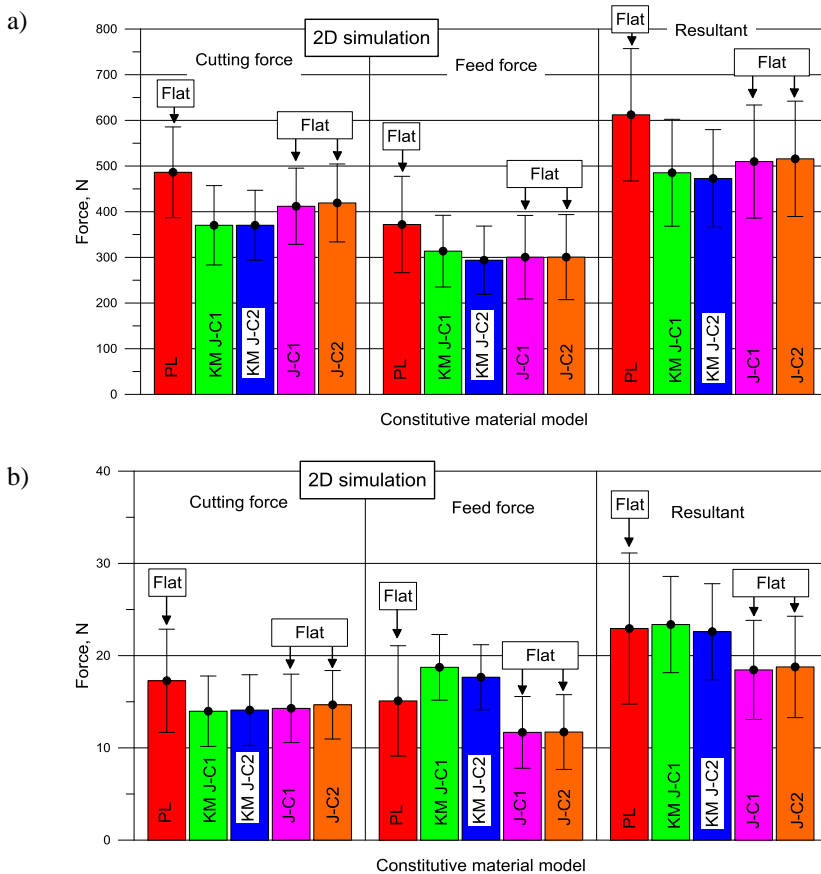 a)
800
700
600
500
400
300
200
100
0
Force, N
2D simulation
Cutting force
Feed force
Resultant
Flat
Flat
Flat
Flat
Flat
Flat
PL
KM J-C1
KM J-C2
J-C1
J-C2
PL
KM J-C1
KM J-C2
J-C1
J-C2
PL
KM J-C1
KM J-C2
J-C1
J-C2
Constitutive material model
b)
40
30
20
10
0
Force, N
2D simulation
Cutting force
Feed force
Resultant
Flat
Flat
Flat
Flat
Flat
Flat
PL
KM J-C1
KM J-C2
J-C1
J-C2
PL
KM J-C1
KM J-C2
J-C1
J-C2
PL
KM J-C1
KM J-C2
J-C1
J-C2
Constitutive material model